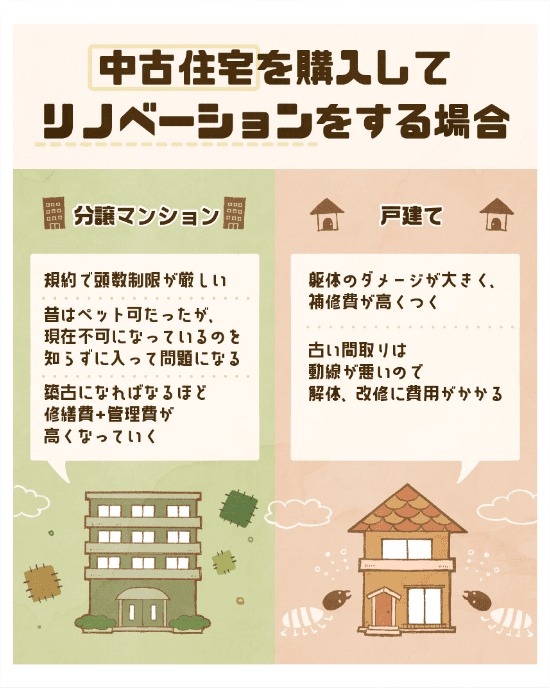 中古住宅を購入して
リノベーションをする場合
分譲マンション
規約で頭数制限が厳しい
昔はペット可だったが、
現在不可になっているのを
知らずに入って問題になる
築古になればなるほど
修繕費+管理費が
高くなっていく
戸建て
躯体のダメージが大きく、
補修費が高くつく
古い間取りは
動線が悪いので
解体、改修に費用がかかる